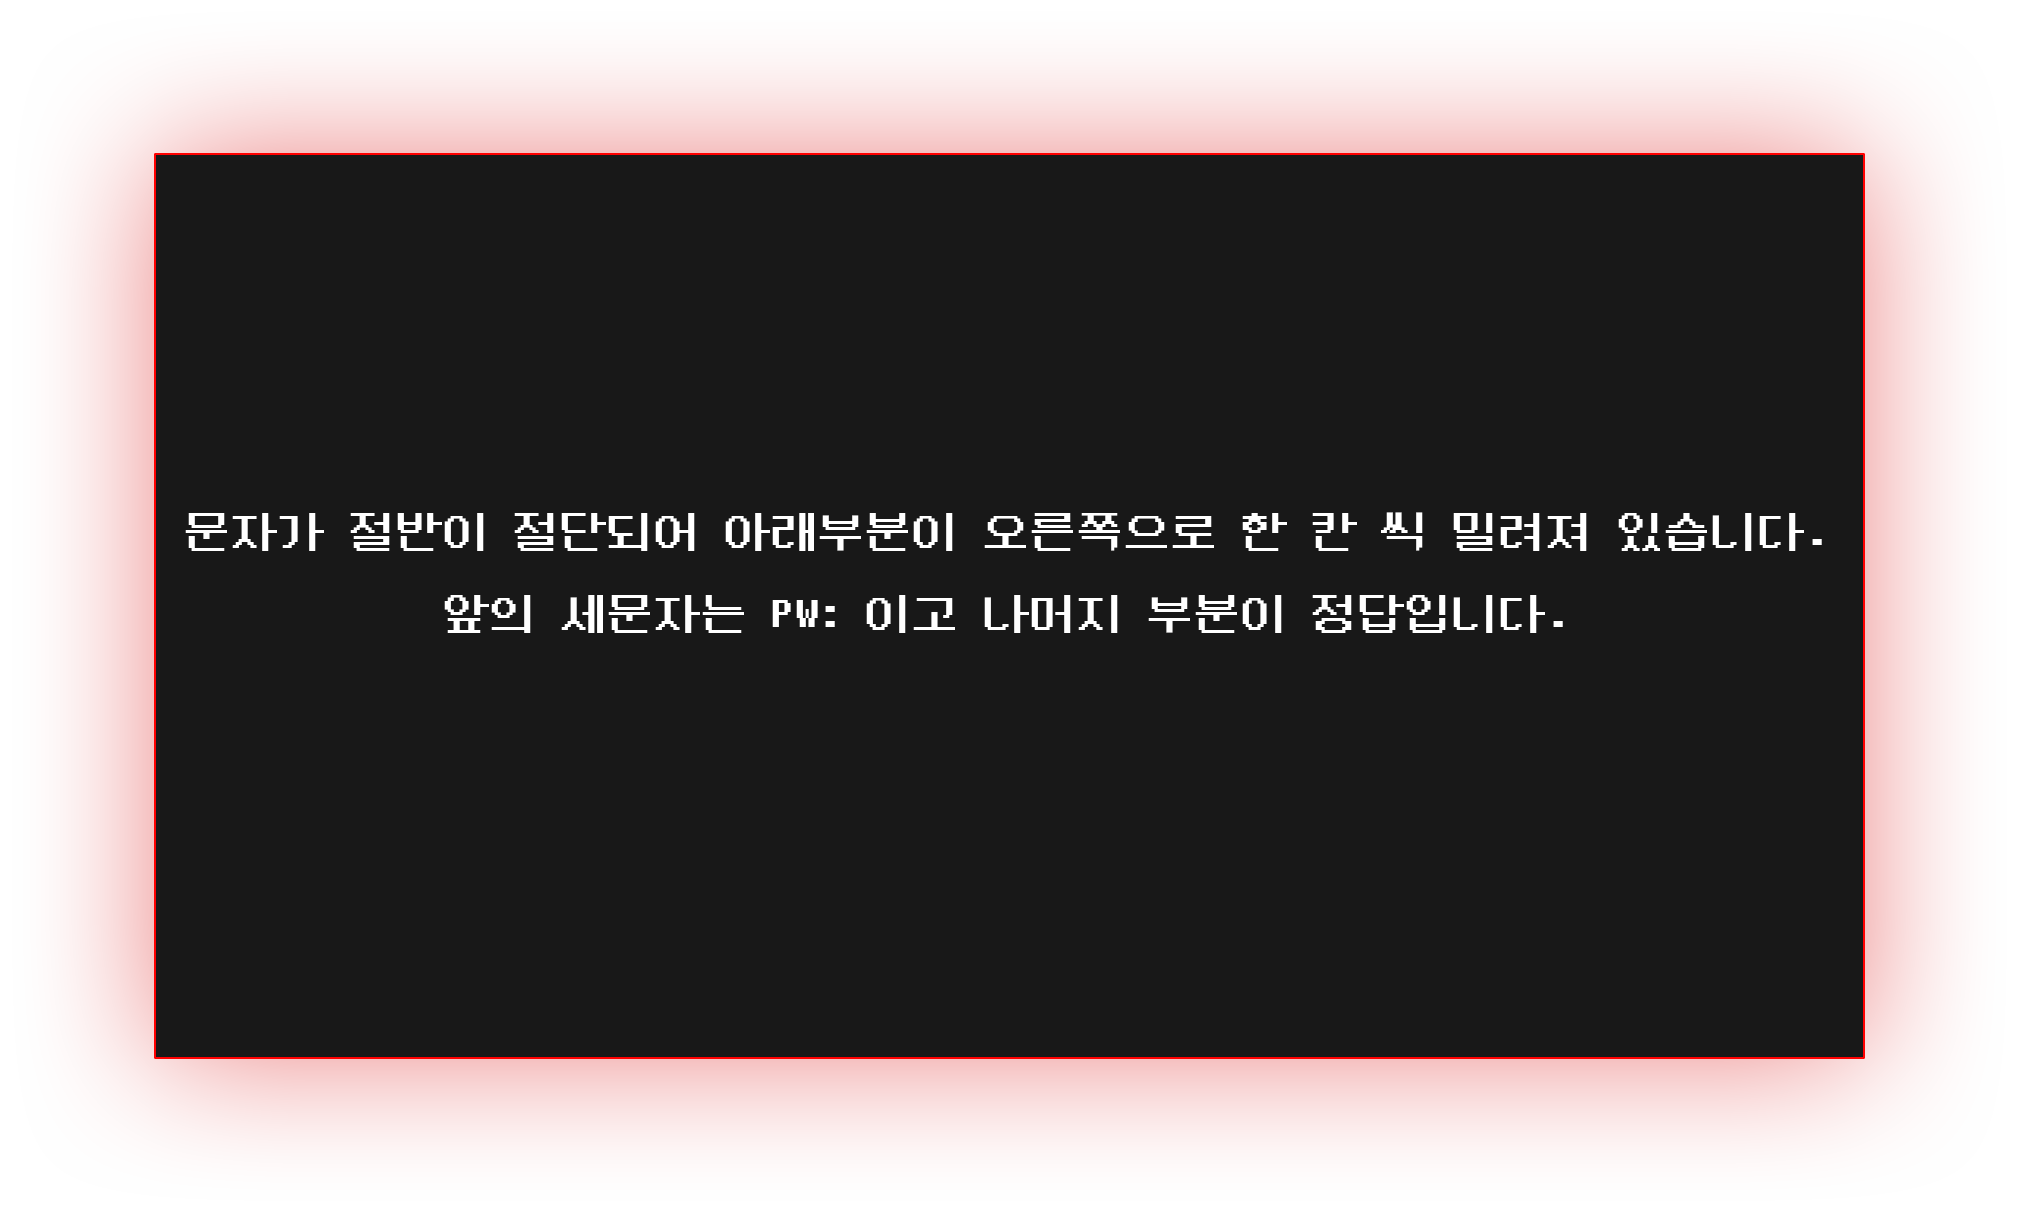 문자가 절반이 절단되어 아래부분이 오른쪽으로 한 칸 씩 밀려져 있습니다.
앞의 세문자는 PW: 이고 나머지 부분이 정답입니다.